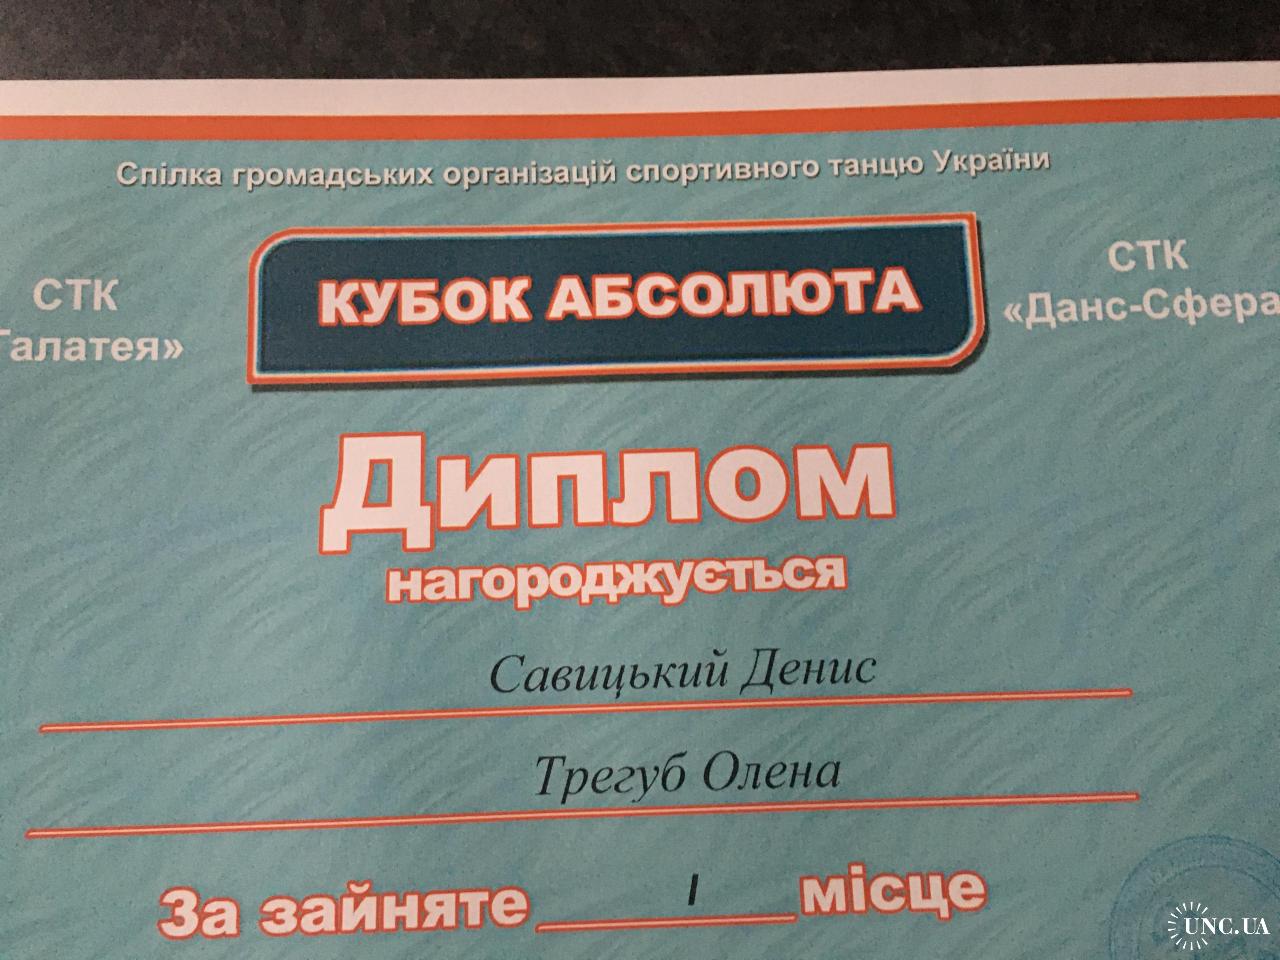 Спілка громадських організацій спортивного танцю України
СТК
Галатея»
КУБОК АБСОЛЮТА
СТК
«Данс-Сфера
Диплом
нагороджується
Савицький Денис
Трегуб Олена
За зайняте I місце
UNC.UA